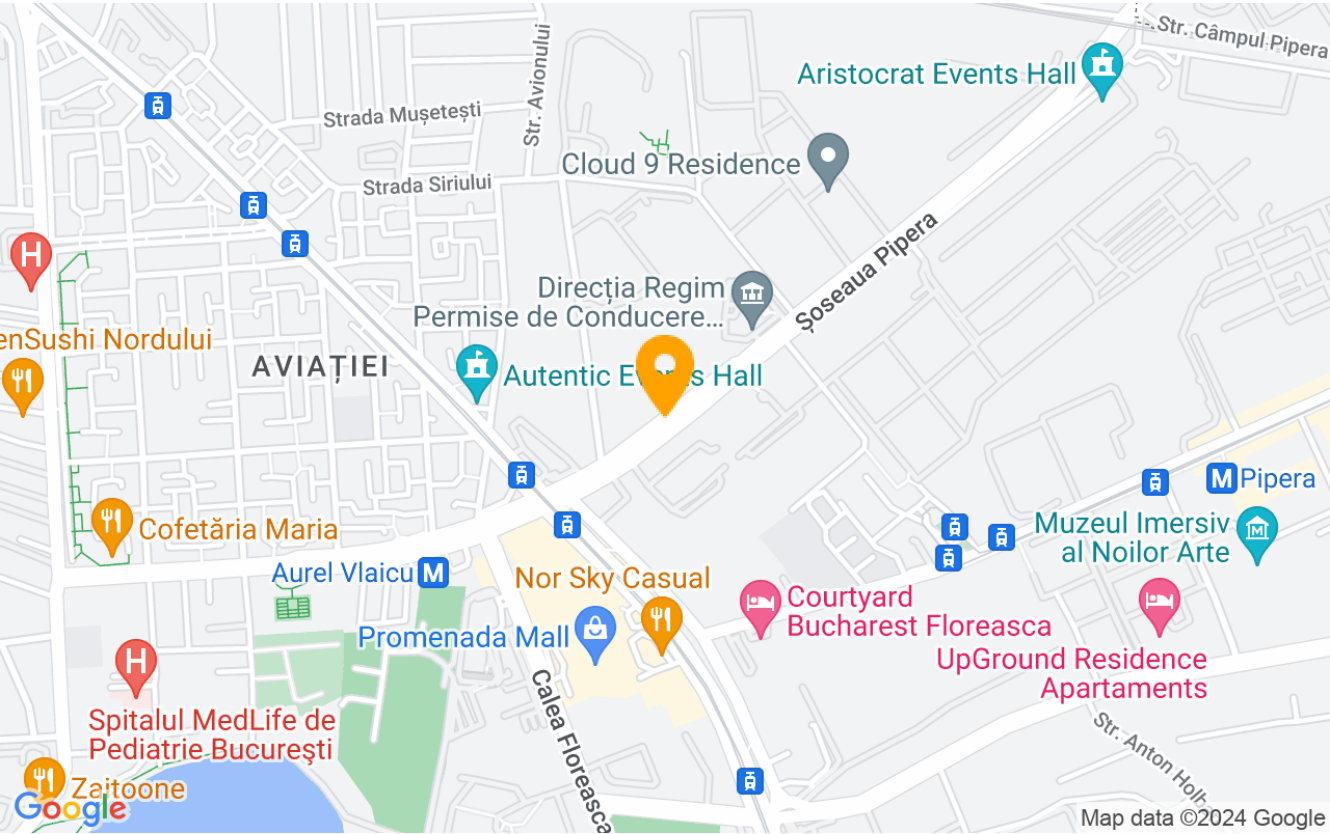 Str. Câmpul Pipera
Aristocrat Events Hall
Str. Avionului
Strada Mușetești
Cloud 9 Residence
Strada Siriului
H
Șoseaua Pipera
Direcția Regim
Permise de Conducere...
enSushi Nordului
AVIAȚIEI
Autentic Events Hall
M Pipera
Cofetăria Maria
Muzeul Imersiv
al Noilor Arte
M
Aurel Vlaicu M
Nor Sky Casual
Courtyard
Bucharest Floreasca
Promenada Mall
H
UpGround Residence
Apartaments
Calea Floreasca
Spitalul MedLife de
Pediatrie București
Str. Anton Holb
Zaitoone
Google
Map data ©2024 Google